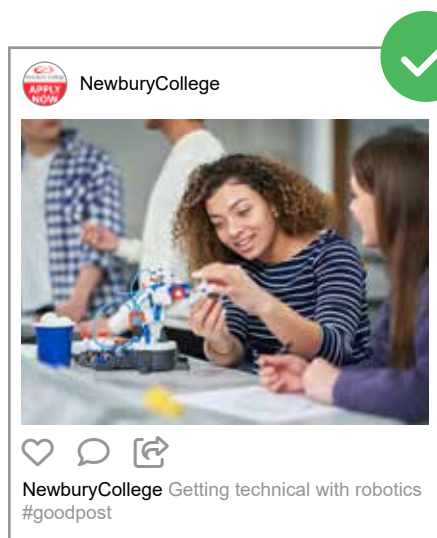 APPLY
NOW
NewburyCollege
NewburyCollege Getting technical with robotics
#goodpost